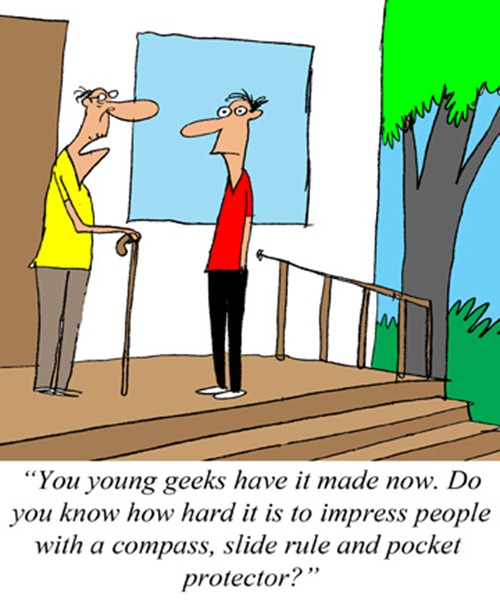 “You young geeks have it made now. Do
you know how hard it is to impress people
with a compass, slide rule and pocket
protector?”